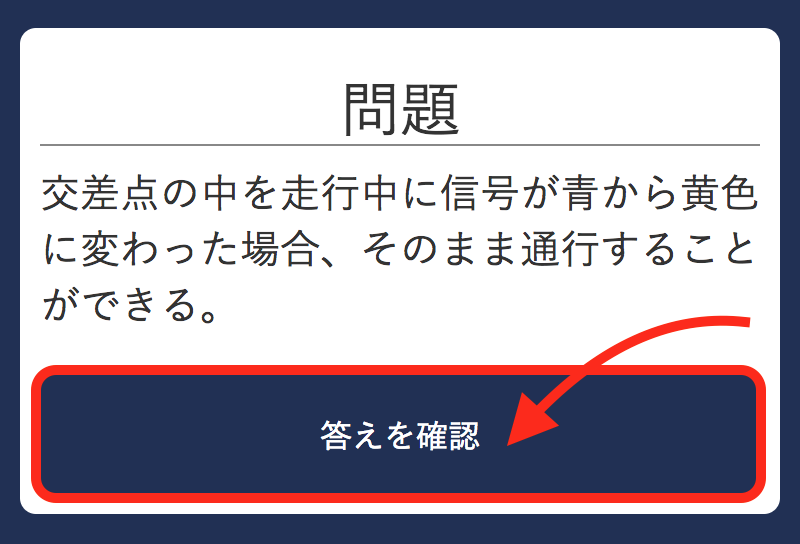 問題
交差点の中を走行中に信号が青から黄色
に変わった場合、そのまま通行すること
ができる。
答えを確認